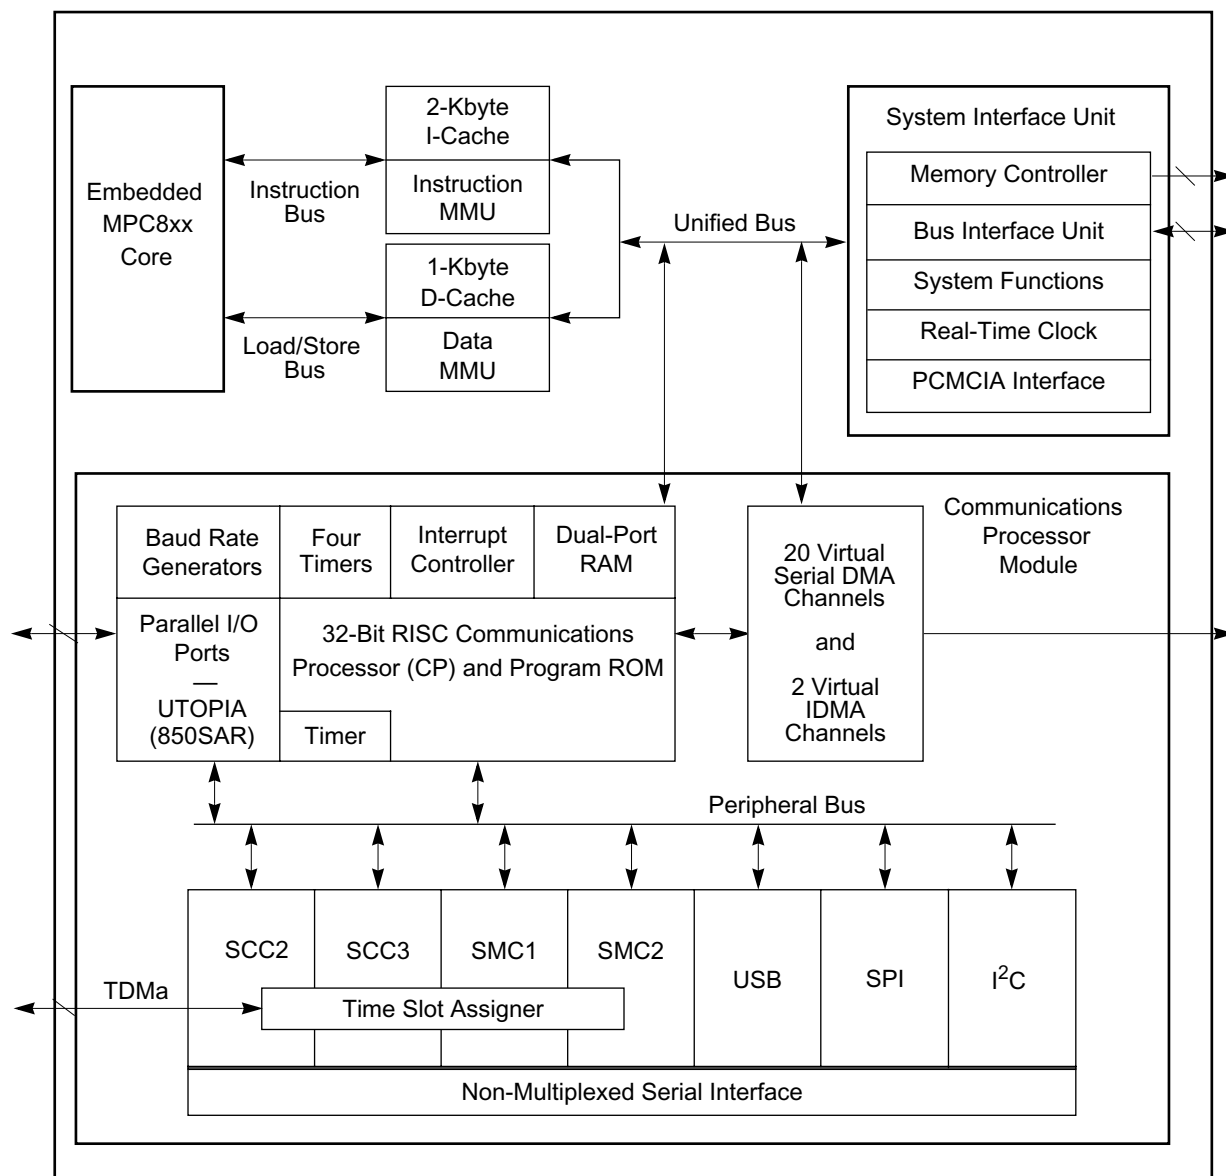 Embedded
MPC8xx
Core
Instruction
Bus
Load/Store
Bus
2-Kbyte
I-Cache
Instruction
MMU
1-Kbyte
D-Cache
Data
MMU
Unified Bus
System Interface Unit
Memory Controller
Bus Interface Unit
System Functions
Real-Time Clock
PCMCIA Interface
Communications
Processor
Module
Baud Rate
Generators
Four
Timers
Interrupt
Controller
Dual-Port
RAM
Parallel I/O
Ports
—
UTOPIA
(850SAR)
32-Bit RISC Communications
Processor (CP) and Program ROM
Timer
20 Virtual
Serial DMA
Channels
and
2 Virtual
IDMA
Channels
Peripheral Bus
SCC2
SCC3
SMC1
SMC2
USB
SPI
I²C
TDMa
Time Slot Assigner
Non-Multiplexed Serial Interface